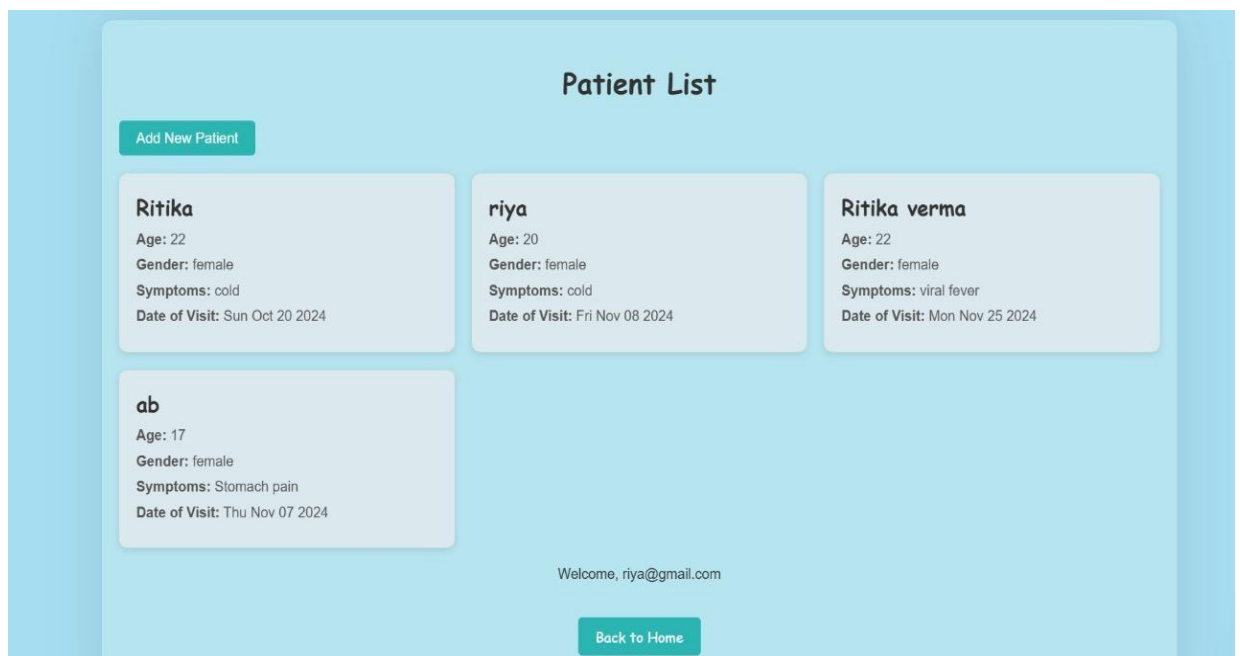 Patient List
Add New Patient
Ritika
Age: 22
Gender: female
Symptoms: cold
Date of Visit: Sun Oct 20 2024
riya
Age: 20
Gender: female
Symptoms: cold
Date of Visit: Fri Nov 08 2024
Ritika verma
Age: 22
Gender: female
Symptoms: viral fever
Date of Visit: Mon Nov 25 2024
ab
Age: 17
Gender: female
Symptoms: Stomach pain
Date of Visit: Thu Nov 07 2024
Welcome, riya@gmail.com
Back to Home